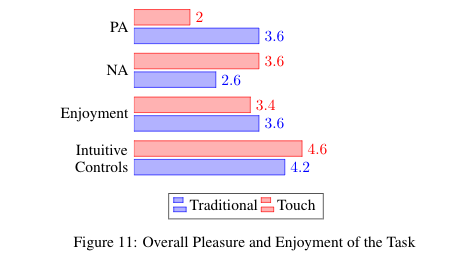 PA
2
3.6
NA
3.6
2.6
Enjoyment
3.4
3.6
Intuitive
Controls
4.6
4.2
Traditional Touch
Figure 11: Overall Pleasure and Enjoyment of the Task